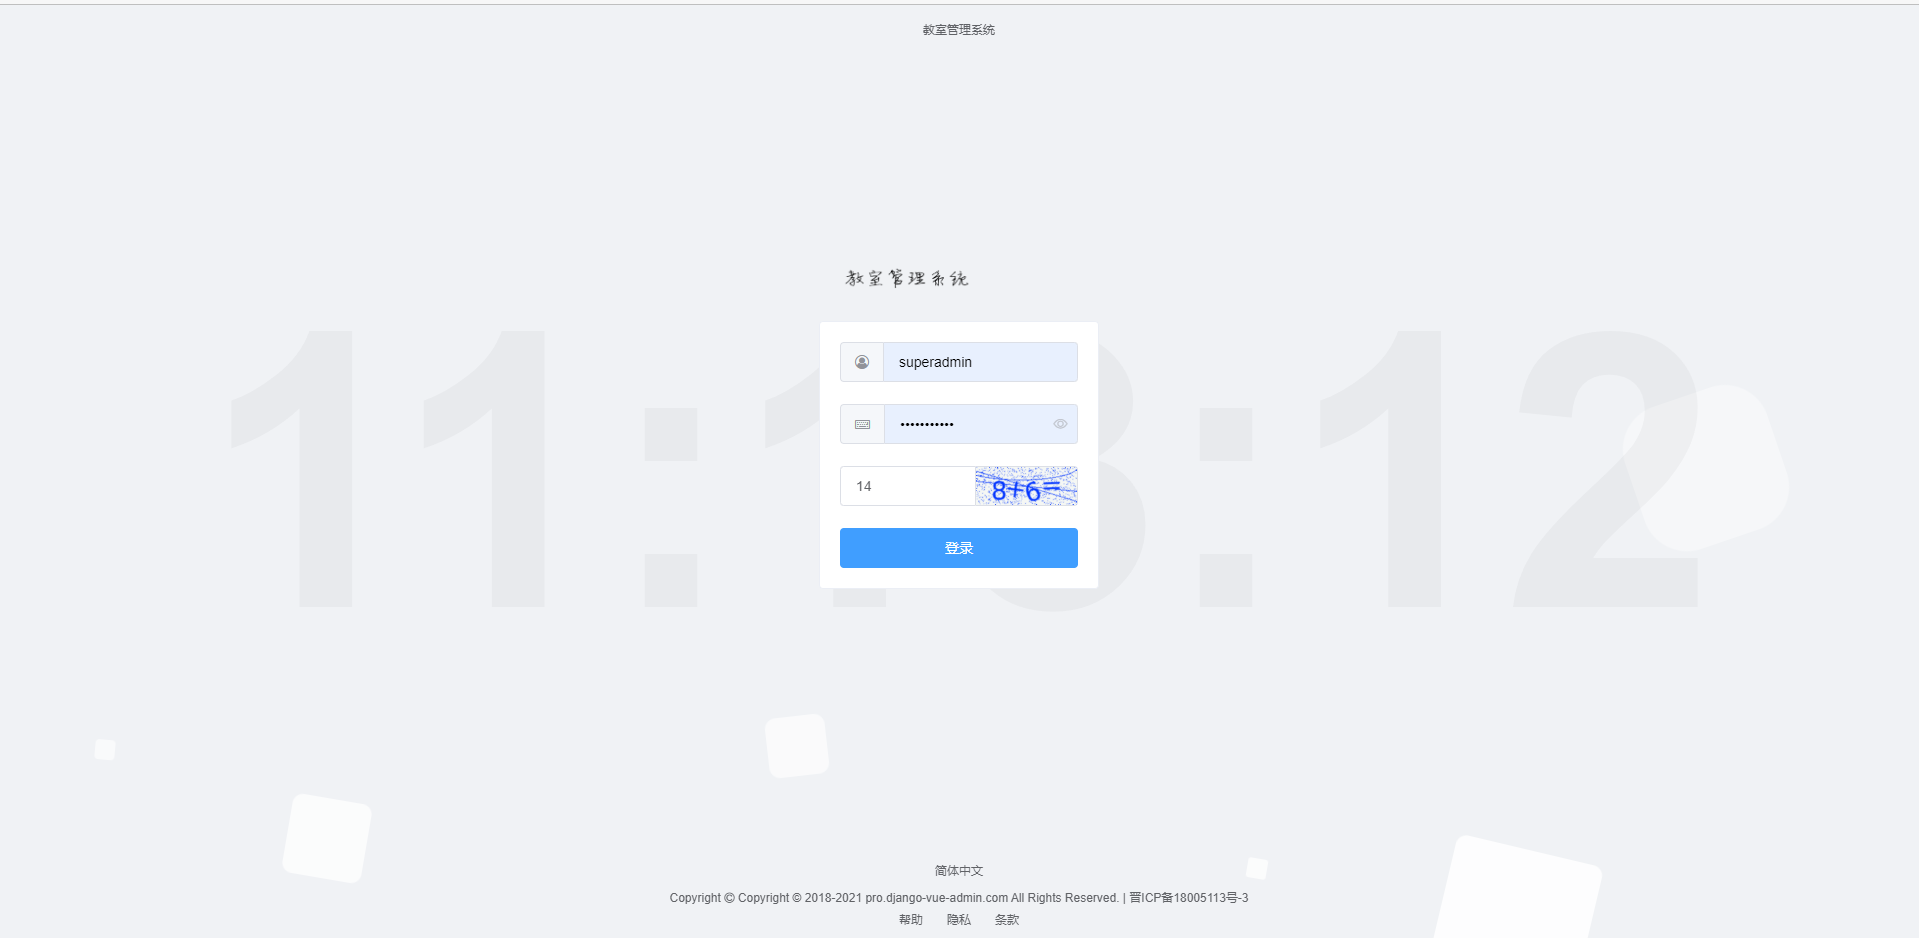 教室管理系统
教室管理系统
11:18:12
superadmin
•••••••••••
14 8+6=
登录
简体中文
Copyright © Copyright © 2018-2021 pro.django-vue-admin.com All Rights Reserved. | 晋ICP备18005113号-3
帮助 隐私 条款